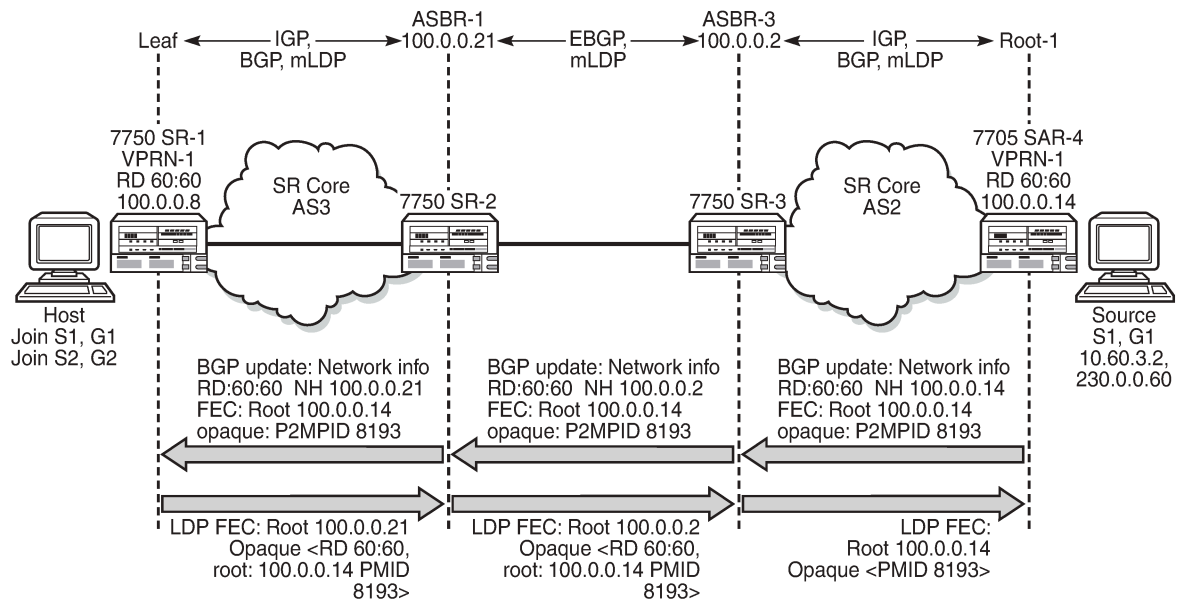 Leaf
IGP,
BGP, mLDP
ASBR-1
100.0.0.21
EBGP,
mLDP
ASBR-3
100.0.0.2
IGP,
BGP, mLDP
Root-1
7750 SR-1
VPRN-1
RD 60:60
100.0.0.8
SR Core
AS3
7750 SR-2
7750 SR-3
SR Core
AS2
7705 SAR-4
VPRN-1
RD 60:60
100.0.0.14
Host
Join S1, G1
Join S2, G2
Source
S1, G1
10.60.3.2,
230.0.0.60
BGP update: Network info
RD:60:60 NH 100.0.0.21
FEC: Root 100.0.0.14
opaque: P2MPID 8193
BGP update: Network info
RD:60:60 NH 100.0.0.2
FEC: Root 100.0.0.14
opaque: P2MPID 8193
BGP update: Network info
RD:60:60 NH 100.0.0.14
FEC: Root 100.0.0.14
opaque: P2MPID 8193
LDP FEC: Root 100.0.0.21
Opaque <RD 60:60,
root: 100.0.0.14 PMID
8193>
LDP FEC: Root 100.0.0.2
Opaque <RD 60:60,
root: 100.0.0.14 PMID
8193>
LDP FEC:
Root 100.0.0.14
Opaque <PMID 8193>